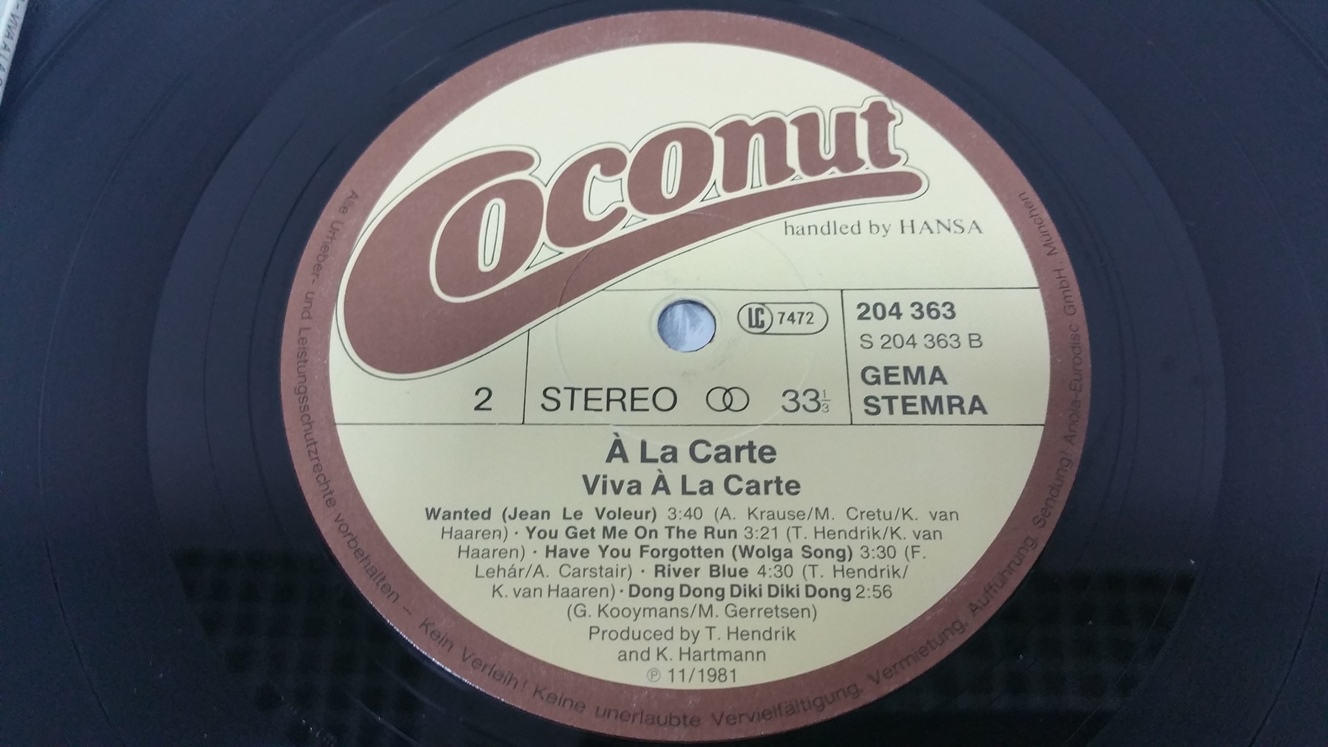 Coconut
handled by HANSA
LC 7472
204 363
S 204 363 B
GEMA
STEMRA
2
STEREO
33⅓
À La Carte
Viva À La Carte
Wanted (Jean Le Voleur) 3:40 (A. Krause/M. Cretu/K. van
Haaren) · You Get Me On The Run 3:21 (T. Hendrik/K. van
Haaren) · Have You Forgotten (Wolga Song) 3:30 (F.
Lehár/A. Carstair) · River Blue 4:30 (T. Hendrik/
K. van Haaren) · Dong Dong Diki Diki Dong 2:56
(G. Kooymans/M. Gerretsen)
Produced by T. Hendrik
and K. Hartmann
℗ 11/1981
Alle Urheber- und Leistungsschutzrechte vorbehalten – Kein Verleih! Keine unerlaubte Vervielfältigung, Vermietung, Aufführung, Sendung! Ariola-Eurodisc GmbH, München